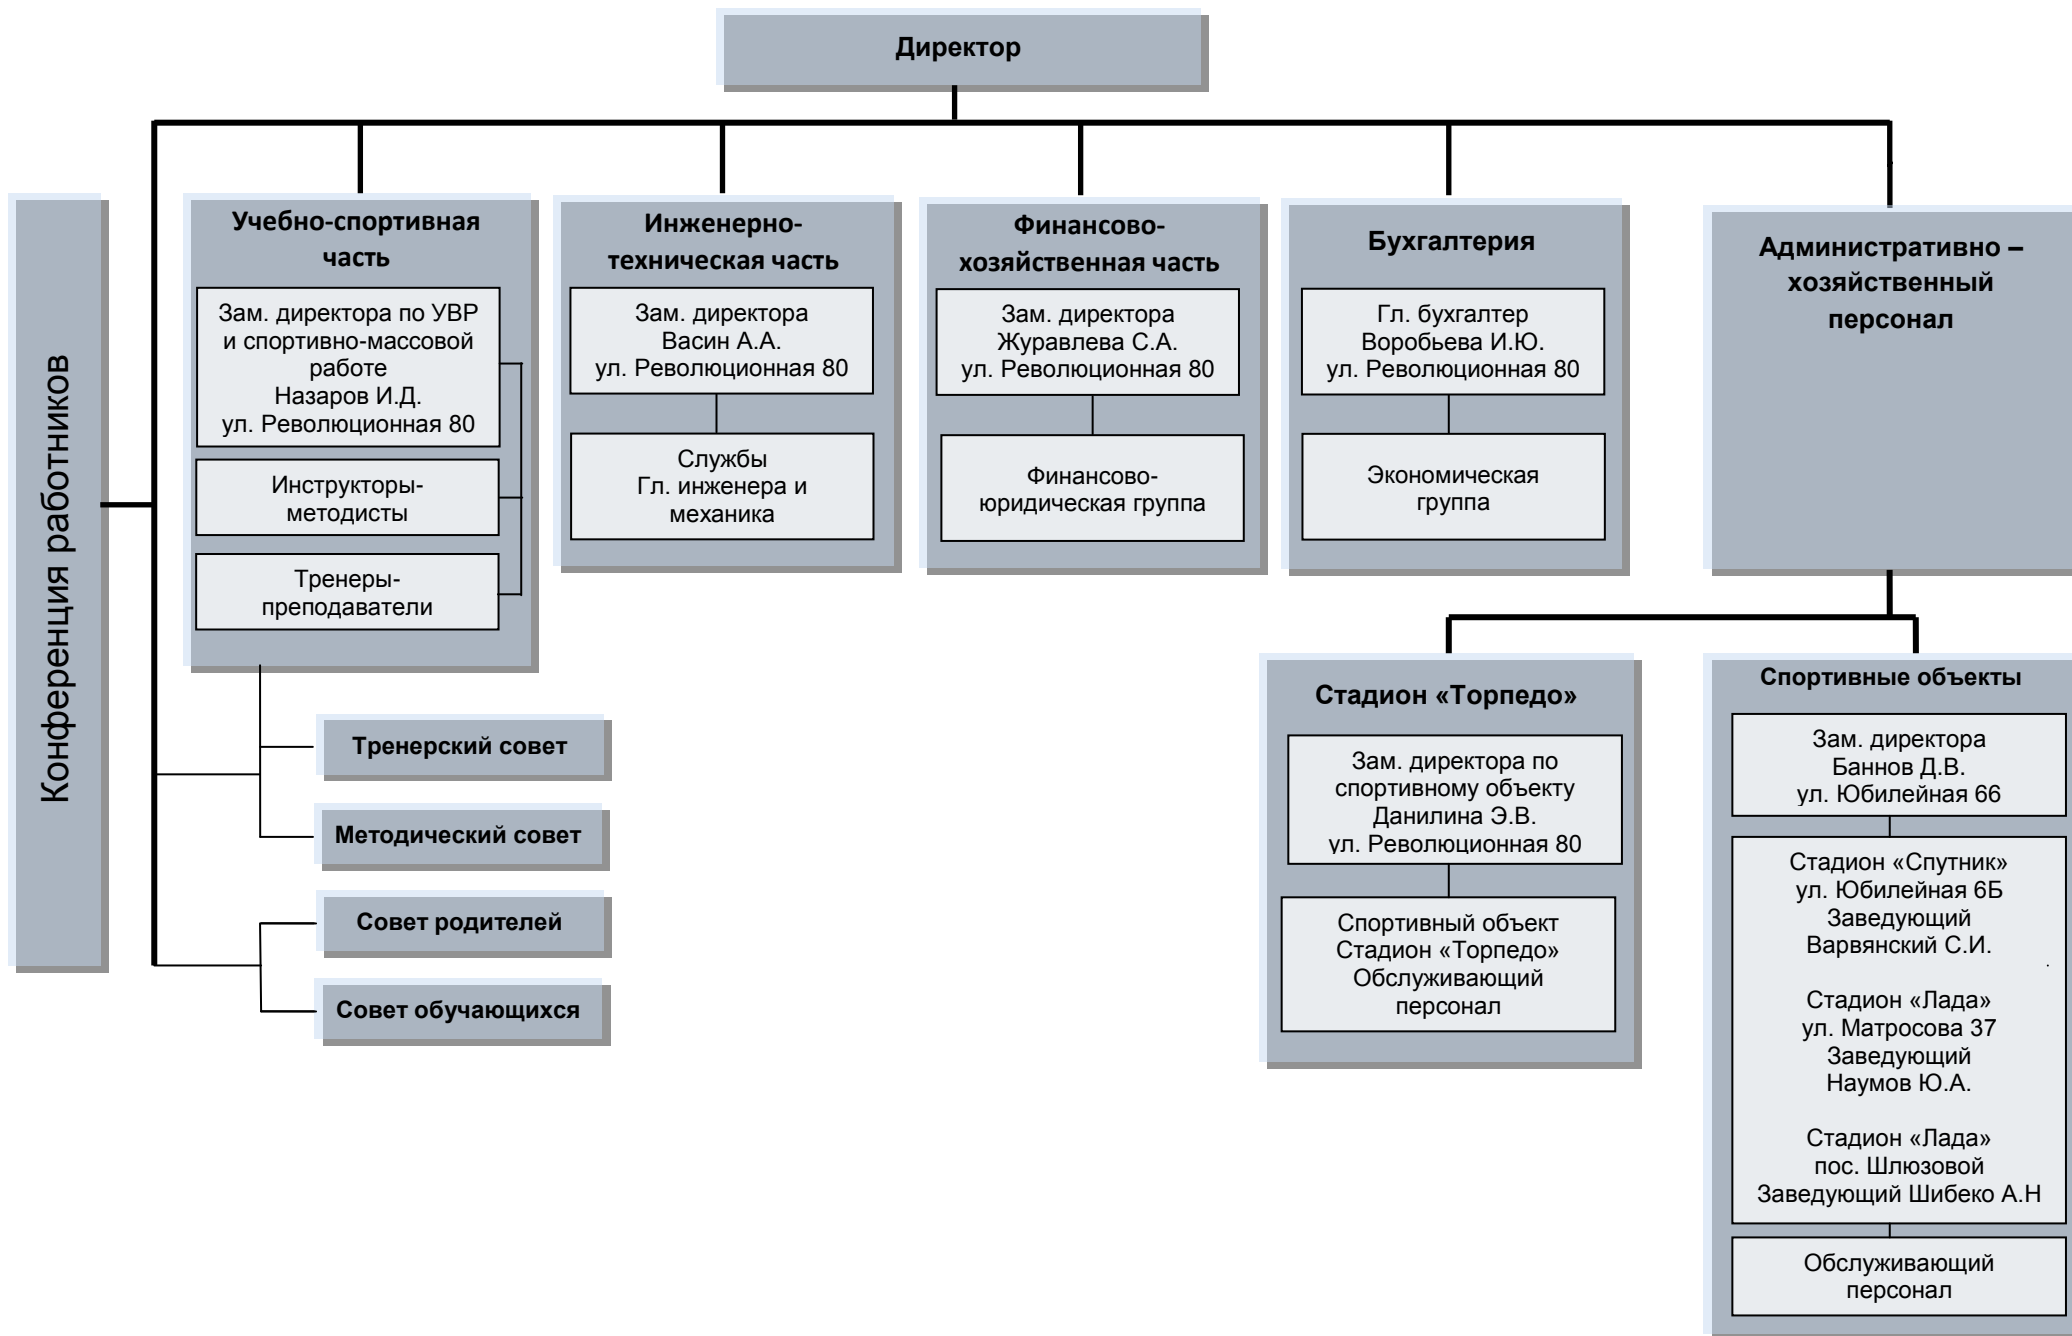 Директор
Конференция работников
Учебно-спортивная
часть
Зам. директора по УВР
и спортивно-массовой
работе
Назаров И.Д.
ул. Революционная 80
Инструкторы-
методисты
Тренеры-
преподаватели
Инженерно-
техническая часть
Зам. директора
Васин А.А.
ул. Революционная 80
Службы
Гл. инженера и
механика
Финансово-
хозяйственная часть
Зам. директора
Журавлева С.А.
ул. Революционная 80
Финансово-
юридическая группа
Бухгалтерия
Гл. бухгалтер
Воробьева И.Ю.
ул. Революционная 80
Экономическая
группа
Административно –
хозяйственный
персонал
Тренерский совет
Методический совет
Совет родителей
Совет обучающихся
Стадион «Торпедо»
Зам. директора по
спортивному объекту
Данилина Э.В.
ул. Революционная 80
Спортивный объект
Стадион «Торпедо»
Обслуживающий
персонал
Спортивные объекты
Зам. директора
Баннов Д.В.
ул. Юбилейная 66
Стадион «Спутник»
ул. Юбилейная 6Б
Заведующий
Варвянский С.И.
Стадион «Лада»
ул. Матросова 37
Заведующий
Наумов Ю.А.
Стадион «Лада»
пос. Шлюзовой
Заведующий Шибеко А.Н
Обслуживающий
персонал